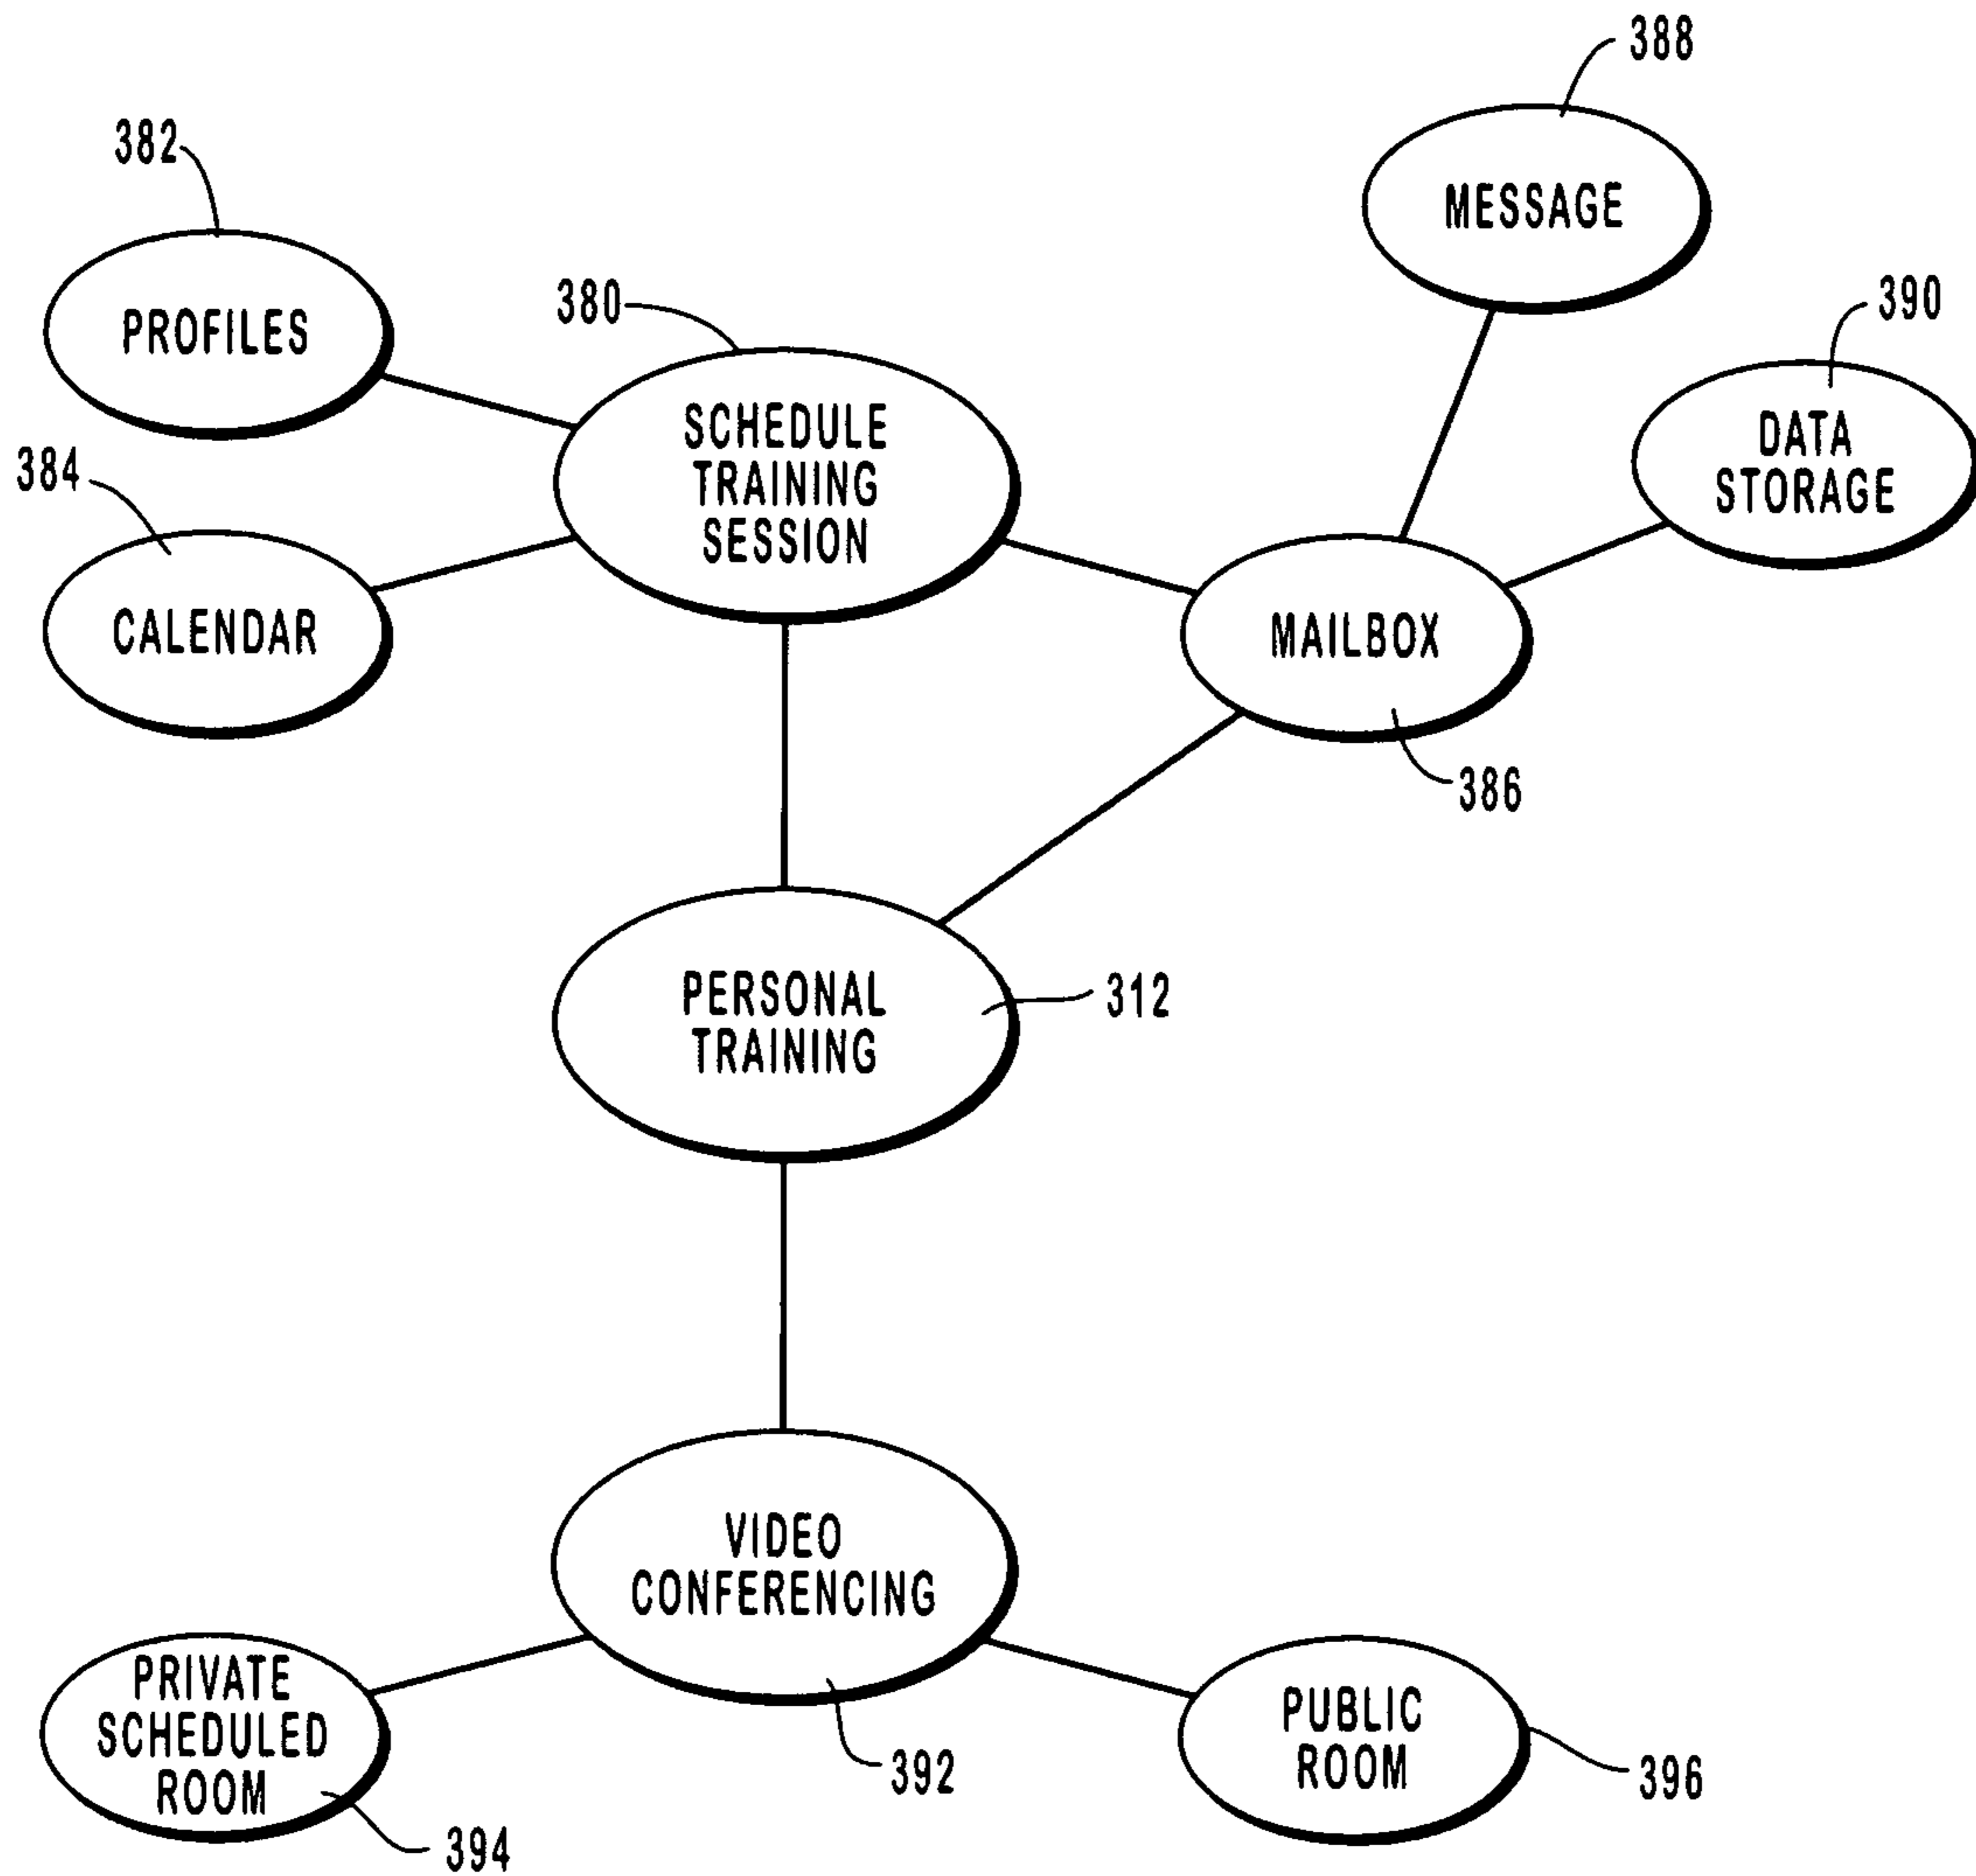 388
382
MESSAGE
390
PROFILES
380
SCHEDULE
TRAINING
SESSION
DATA
STORAGE
384
CALENDAR
MAILBOX
386
PERSONAL
TRAINING
312
VIDEO
CONFERENCING
PRIVATE
SCHEDULED
ROOM
PUBLIC
ROOM
392
396
394